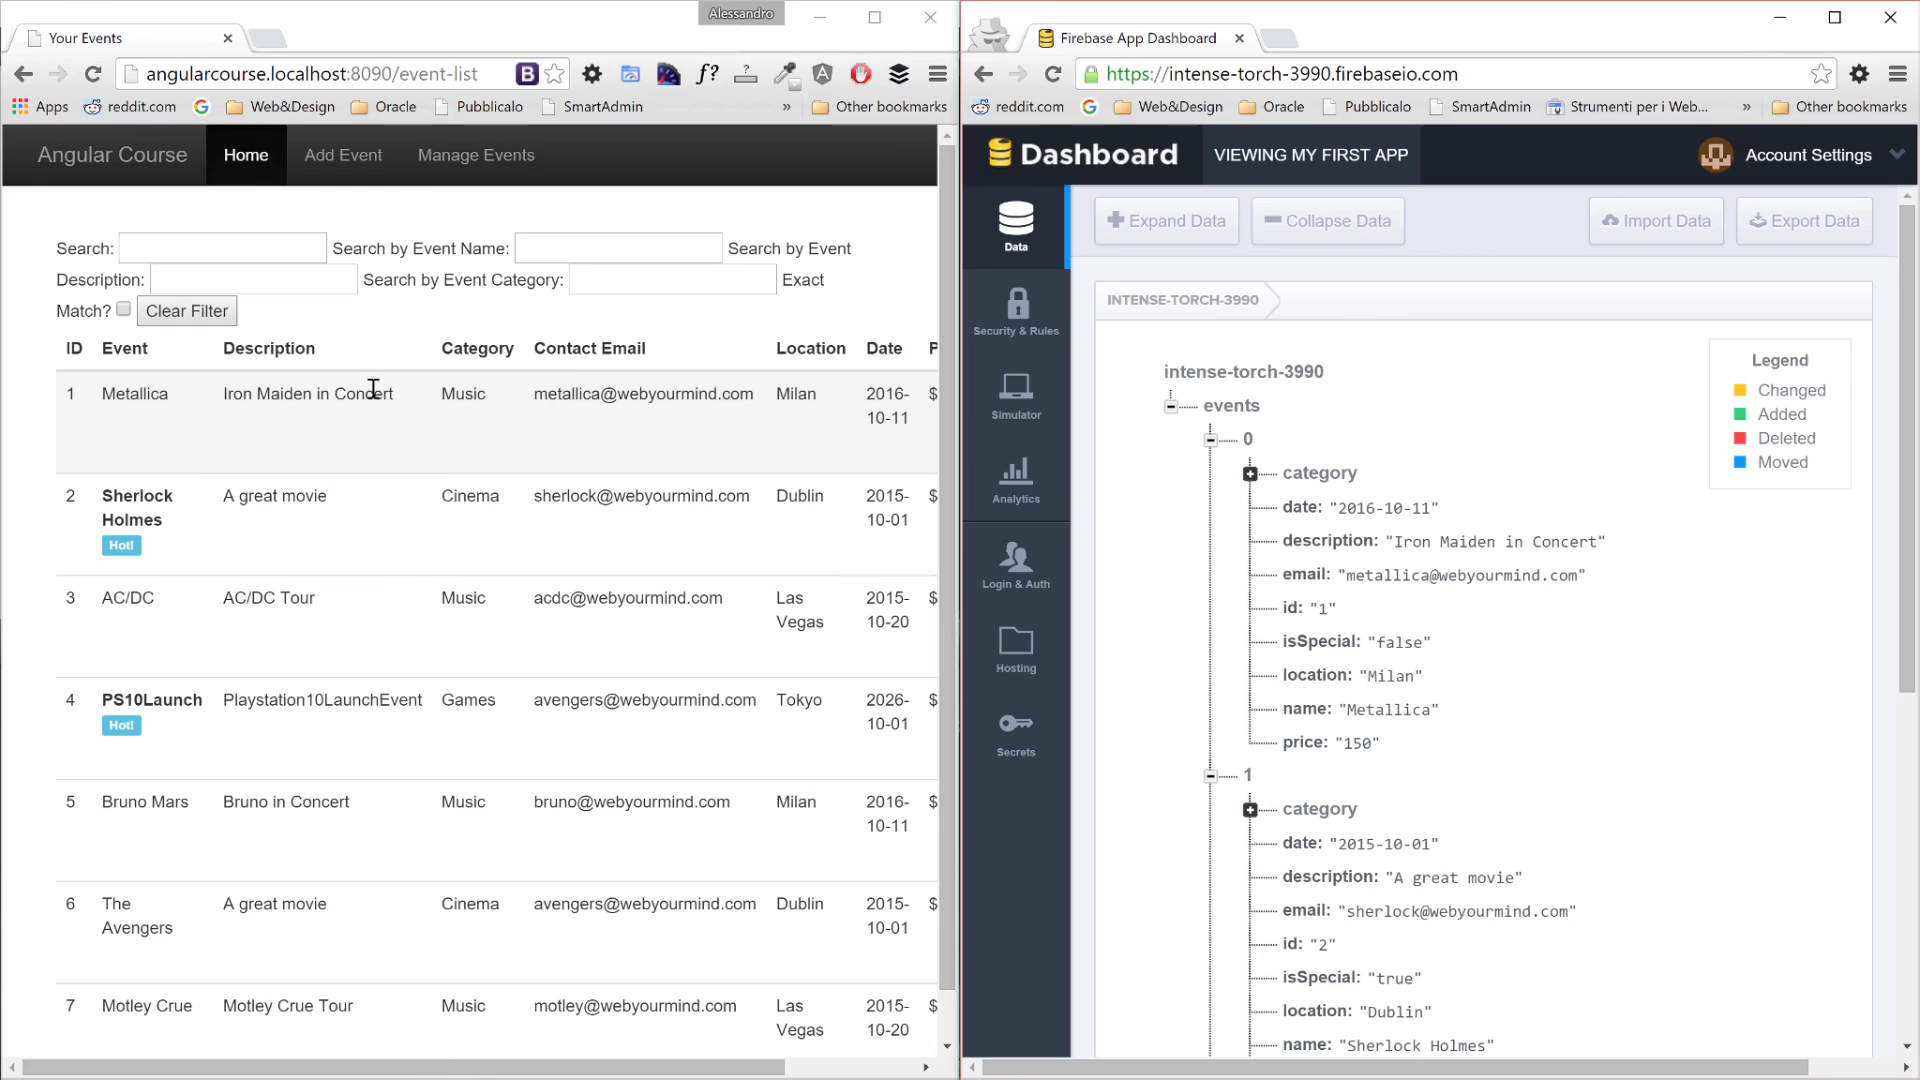 Alessandro
Your Events
angularcourse.localhost:8090/event-list
B
f?
Apps
reddit.com
Web&Design
Oracle
Pubblicalo
SmartAdmin
»
Other bookmarks
Angular Course
Home
Add Event
Manage Events
Search:
Search by Event Name:
Search by Event
Description:
Search by Event Category:
Exact
Match?
Clear Filter
ID Event Description Category Contact Email Location Date P
1 Metallica Iron Maiden in Concert Music metallica@webyourmind.com Milan 2016- $
10-11
2 Sherlock A great movie Cinema sherlock@webyourmind.com Dublin 2015- $
Holmes 10-01
Hot!
3 AC/DC AC/DC Tour Music acdc@webyourmind.com Las 2015- $
Vegas 10-20
4 PS10Launch Playstation10LaunchEvent Games avengers@webyourmind.com Tokyo 2026- $
Hot! 10-01
5 Bruno Mars Bruno in Concert Music bruno@webyourmind.com Milan 2016- $
10-11
6 The A great movie Cinema avengers@webyourmind.com Dublin 2015- $
Avengers 10-01
7 Motley Crue Motley Crue Tour Music motley@webyourmind.com Las 2015- $
Vegas 10-20
Firebase App Dashboard
https://intense-torch-3990.firebaseio.com
reddit.com
Web&Design
Oracle
Pubblicalo
SmartAdmin
Strumenti per i Web...
»
Other bookmarks
Dashboard
VIEWING MY FIRST APP
Account Settings
Data
Security & Rules
Simulator
Analytics
Login & Auth
Hosting
Secrets
Expand Data
Collapse Data
Import Data
Export Data
INTENSE-TORCH-3990
Legend
Changed
Added
Deleted
Moved
intense-torch-3990
events
0
category
date: "2016-10-11"
description: "Iron Maiden in Concert"
email: "metallica@webyourmind.com"
id: "1"
isSpecial: "false"
location: "Milan"
name: "Metallica"
price: "150"
1
category
date: "2015-10-01"
description: "A great movie"
email: "sherlock@webyourmind.com"
id: "2"
isSpecial: "true"
location: "Dublin"
name: "Sherlock Holmes"